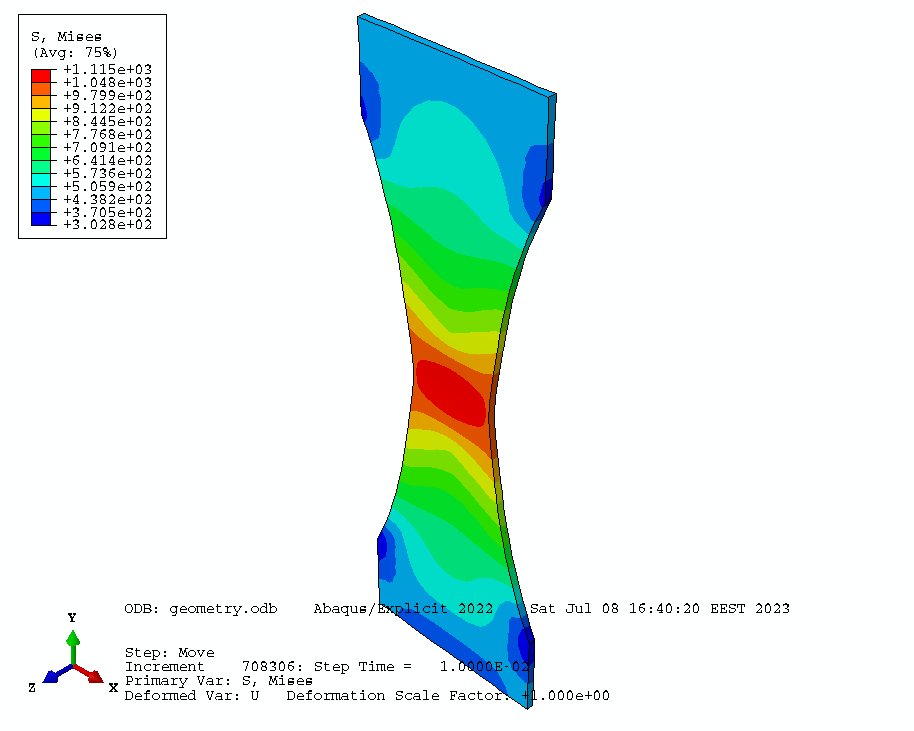 S, Mises
(Avg: 75%)
+1.115e+03
+1.048e+03
+9.799e+02
+9.122e+02
+8.445e+02
+7.768e+02
+7.091e+02
+6.414e+02
+5.736e+02
+5.059e+02
+4.382e+02
+3.705e+02
+3.028e+02
ODB: geometry.odb Abaqus/Explicit 2022 Sat Jul 08 16:40:20 EEST 2023
Y
Z
X
Step: Move
Increment 708306: Step Time = 1.0000E-02
Primary Var: S, Mises
Deformed Var: U Deformation Scale Factor: +1.000e+00